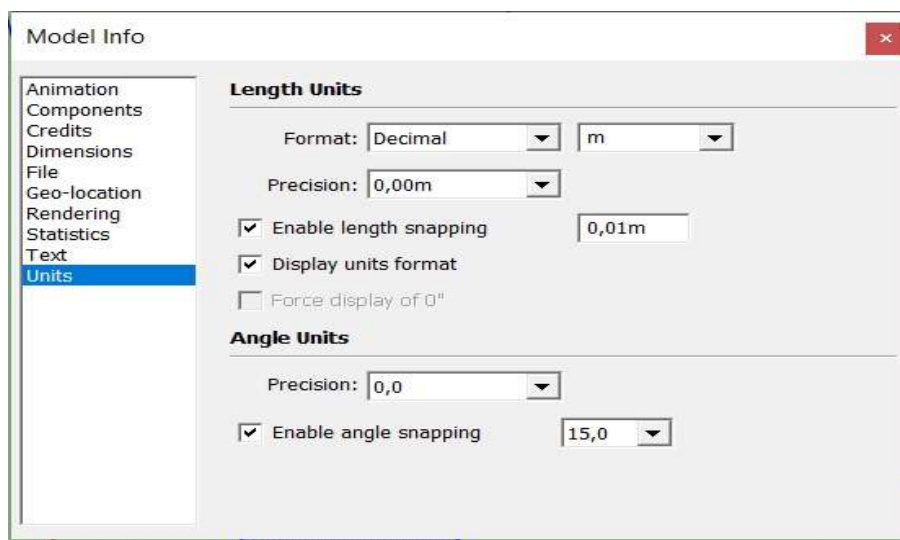 Model Info
Animation
Components
Credits
Dimensions
File
Geo-location
Rendering
Statistics
Text
Units
Length Units
Format: Decimal m
Precision: 0,00m
Enable length snapping 0,01m
Display units format
Force display of 0"
Angle Units
Precision: 0,0
Enable angle snapping 15,0